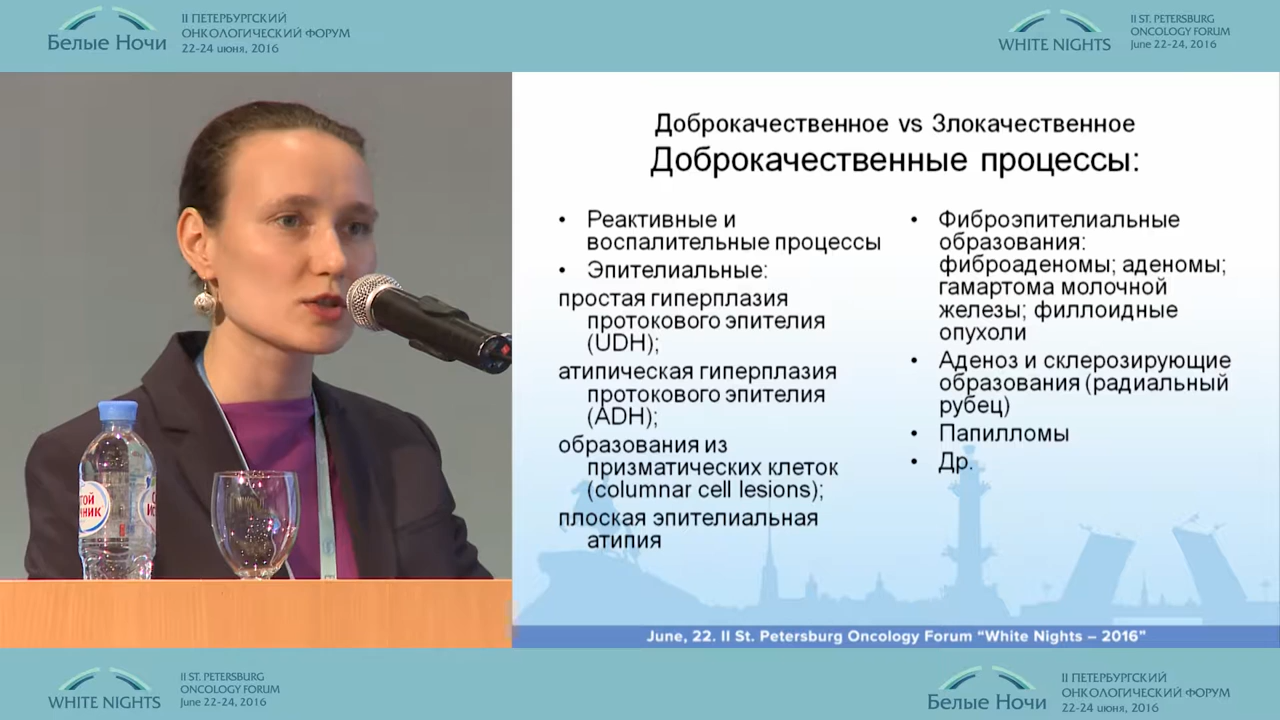 Белые Ночи
II ПЕТЕРБУРГСКИЙ
ОНКОЛОГИЧЕСКИЙ ФОРУМ
22-24 июня, 2016
WHITE NIGHTS
II ST. PETERSBURG
ONCOLOGY FORUM
June 22-24, 2016
Доброкачественное vs Злокачественное
Доброкачественные процессы:
• Реактивные и
воспалительные процессы
• Эпителиальные:
простая гиперплазия
протокового эпителия
(UDH);
атипическая гиперплазия
протокового эпителия
(ADH);
образования из
призматических клеток
(columnar cell lesions);
плоская эпителиальная
атипия
• Фиброэпителиальные
образования:
фиброаденомы; аденомы;
гамартома молочной
железы; филлоидные
опухоли
• Аденоз и склерозирующие
образования (радиальный
рубец)
• Папилломы
• Др.
June, 22. II St. Petersburg Oncology Forum “White Nights – 2016”
WHITE NIGHTS
II ST. PETERSBURG
ONCOLOGY FORUM
June 22-24, 2016
Белые Ночи
II ПЕТЕРБУРГСКИЙ
ОНКОЛОГИЧЕСКИЙ ФОРУМ
22-24 июня, 2016